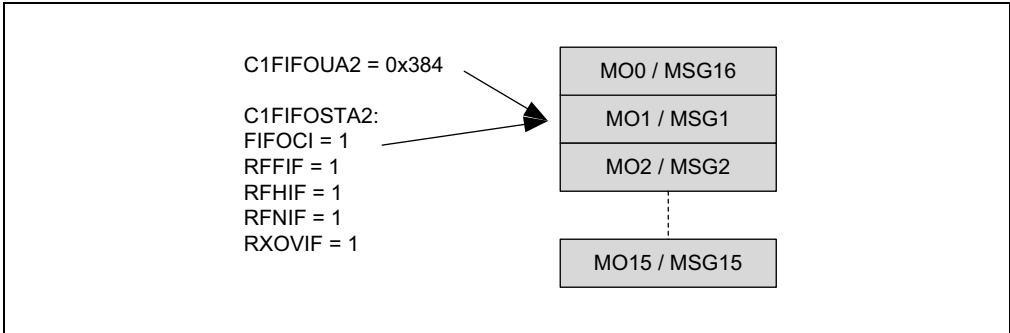 C1FIFOUA2 = 0x384
C1FIFOSTA2:
FIFOCI = 1
RFFIF = 1
RFHIF = 1
RFNIF = 1
RXOVIF = 1
MO0 / MSG16
MO1 / MSG1
MO2 / MSG2
MO15 / MSG15